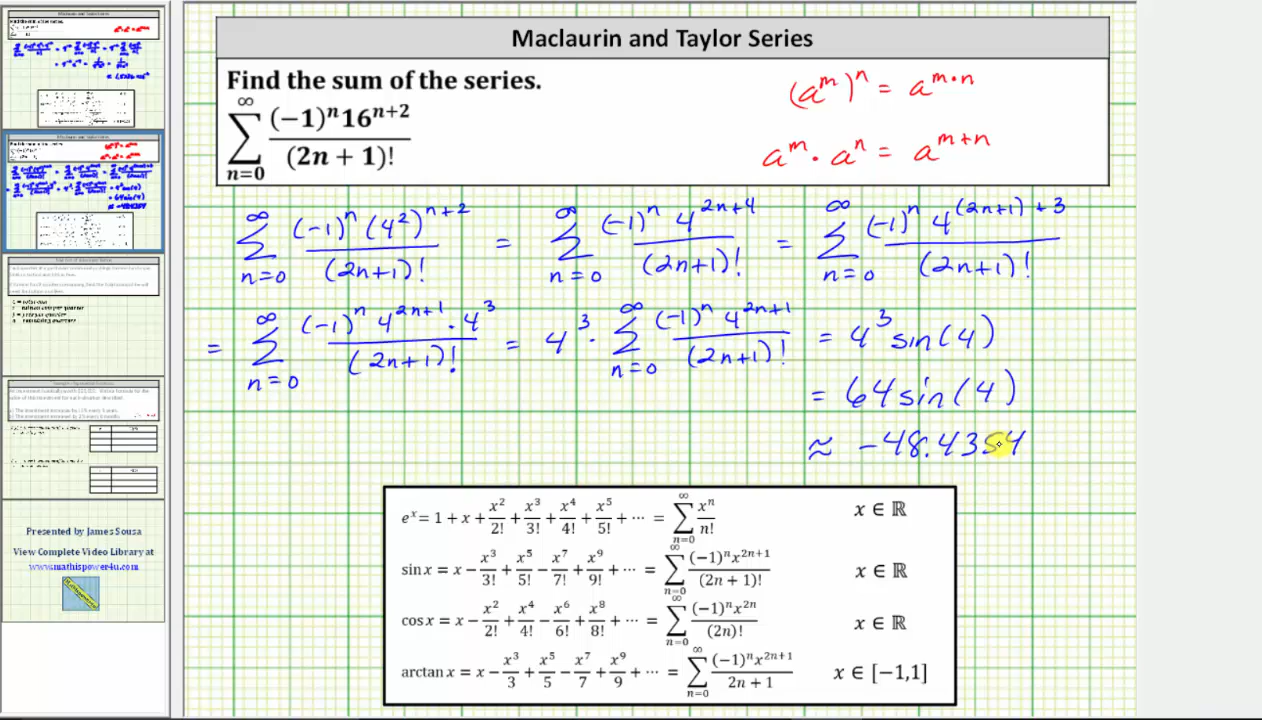 Maclaurin and Taylor Series
Find the sum of the series.
∑_{n=0}^{∞} (−1)^n 16^{n+2} / (2n + 1)!
(a^m)^n = a^{m·n}
a^m · a^n = a^{m+n}
∑_{n=0}^{∞} (-1)^n (4^2)^{n+2} / (2n+1)! = ∑_{n=0}^{∞} (-1)^n 4^{2n+4} / (2n+1)! = ∑_{n=0}^{∞} (-1)^n 4^{(2n+1)+3} / (2n+1)!
= ∑_{n=0}^{∞} (-1)^n 4^{2n+1} · 4^3 / (2n+1)! = 4^3 · ∑_{n=0}^{∞} (-1)^n 4^{2n+1} / (2n+1)! = 4^3 sin(4)
= 64 sin(4)
≈ -48.4354
e^x = 1 + x + x^2/2! + x^3/3! + x^4/4! + x^5/5! + ⋯ = ∑_{n=0}^{∞} x^n/n! x ∈ ℝ
sin x = x − x^3/3! + x^5/5! − x^7/7! + x^9/9! + ⋯ = ∑_{n=0}^{∞} (−1)^n x^{2n+1} / (2n + 1)! x ∈ ℝ
cos x = x − x^2/2! + x^4/4! − x^6/6! + x^8/8! + ⋯ = ∑_{n=0}^{∞} (−1)^n x^{2n} / (2n)! x ∈ ℝ
arctan x = x − x^3/3 + x^5/5 − x^7/7 + x^9/9 + ⋯ = ∑_{n=0}^{∞} (−1)^n x^{2n+1} / 2n + 1 x ∈ [−1,1]
Presented by James Sousa
View Complete Video Library at
www.mathispower4u.com